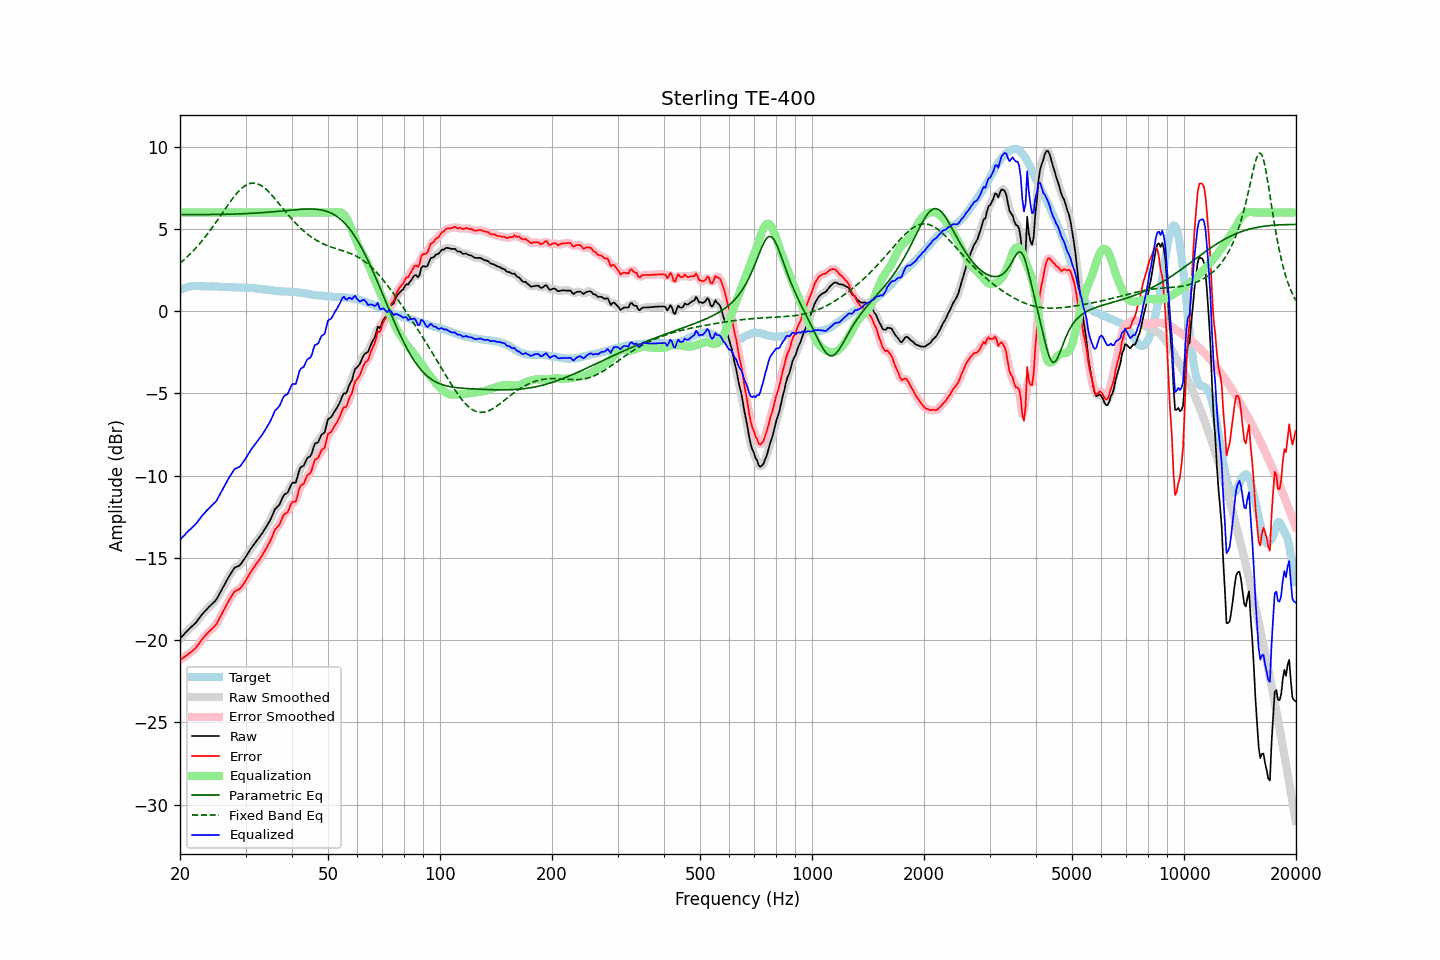 Sterling TE-400
10
5
0
−5
−10
−15
−20
−25
−30
Amplitude (dBr)
Target
Raw Smoothed
Error Smoothed
Raw
Error
Equalization
Parametric Eq
Fixed Band Eq
Equalized
20 50 100 200 500 1000 2000 5000 10000 20000
Frequency (Hz)